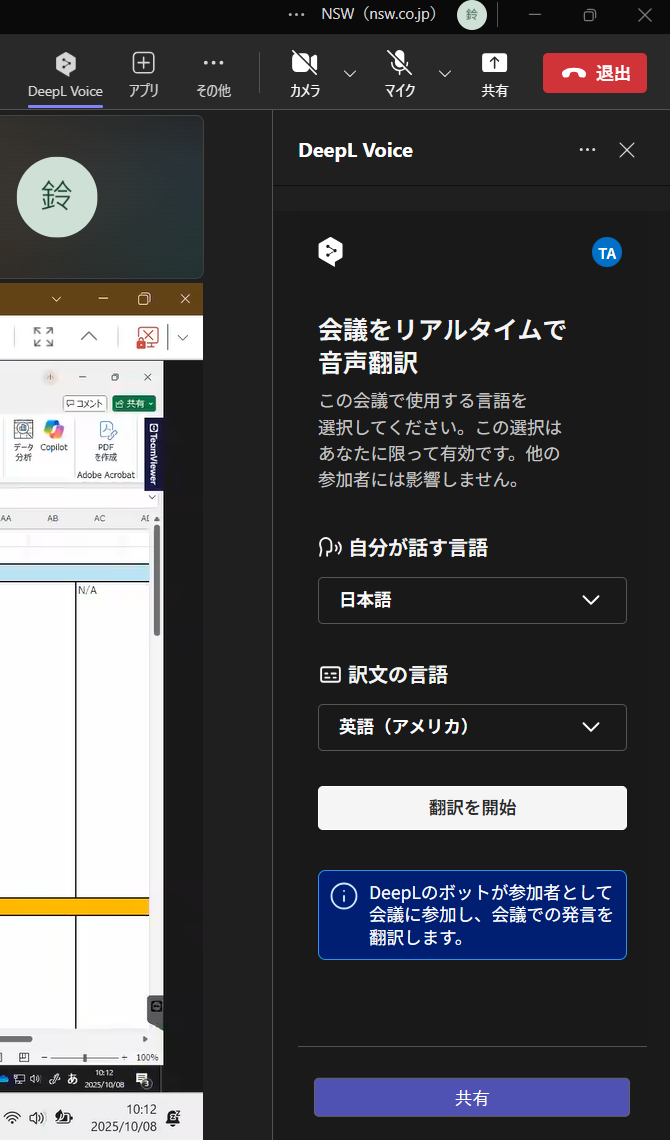 NSW（nsw.co.jp）
鈴
DeepL Voice
アプリ
その他
カメラ
マイク
共有
退出
鈴
コメント
共有
データ
分析
Copilot
PDF
を作成
Adobe Acrobat
TeamViewer
AA
AB
AC
N/A
100%
あ
10:12
2025/10/08
3
10:12
2025/10/08
DeepL Voice
TA
会議をリアルタイムで
音声翻訳
この会議で使用する言語を
選択してください。この選択は
あなたに限って有効です。他の
参加者には影響しません。
自分が話す言語
日本語
訳文の言語
英語（アメリカ）
翻訳を開始
DeepLのボットが参加者として
会議に参加し、会議での発言を
翻訳します。
共有